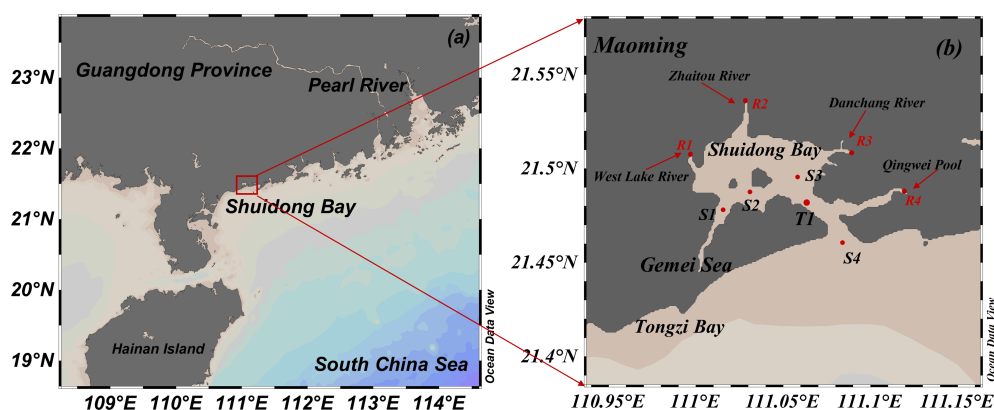 (a)
Guangdong Province
Pearl River
Shuidong Bay
Hainan Island
South China Sea
Ocean Data View
23°N
22°N
21°N
20°N
19°N
109°E 110°E 111°E 112°E 113°E 114°E
(b)
Maoming
Zhaitou River
R2
Danchang River
R1
Shuidong Bay
R3
West Lake River
S3
Qingwei Pool
S2
R4
S1
T1
S4
Gemei Sea
Tongzi Bay
Ocean Data View
21.55°N
21.5°N
21.45°N
21.4°N
110.95°E 111°E 111.05°E 111.1°E 111.15°E